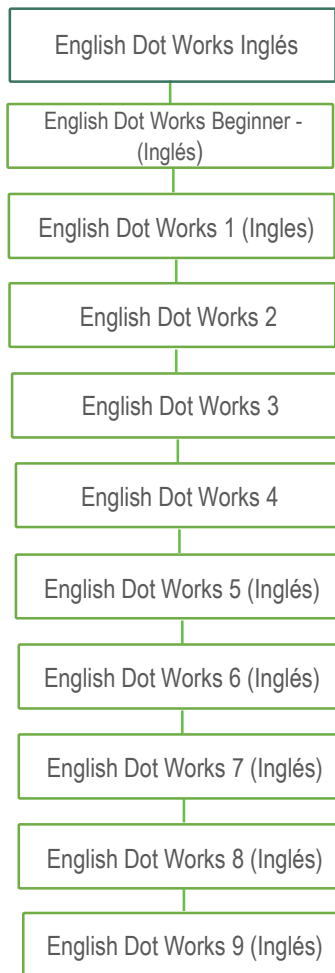 English Dot Works Inglés
English Dot Works Beginner -
(Inglés)
English Dot Works 1 (Ingles)
English Dot Works 2
English Dot Works 3
English Dot Works 4
English Dot Works 5 (Inglés)
English Dot Works 6 (Inglés)
English Dot Works 7 (Inglés)
English Dot Works 8 (Inglés)
English Dot Works 9 (Inglés)